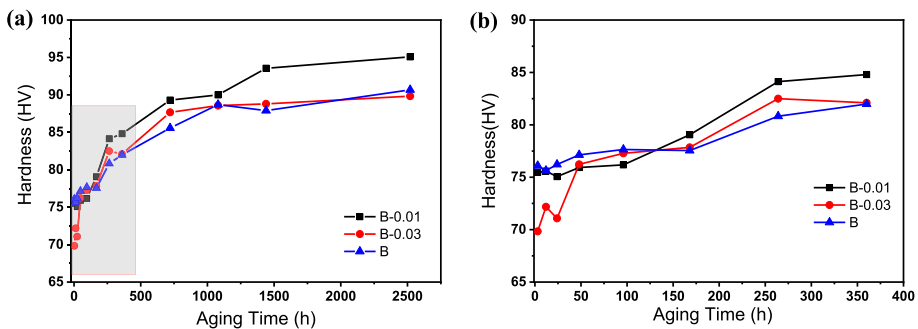 (a)
100
95
90
85
80
75
70
65
Hardness (HV)
0
500
1000
1500
2000
2500
Aging Time (h)
B-0.01
B-0.03
B
(b)
90
85
80
75
70
65
Hardness(HV)
0
50
100
150
200
250
300
350
400
Aging Time (h)
B-0.01
B-0.03
B